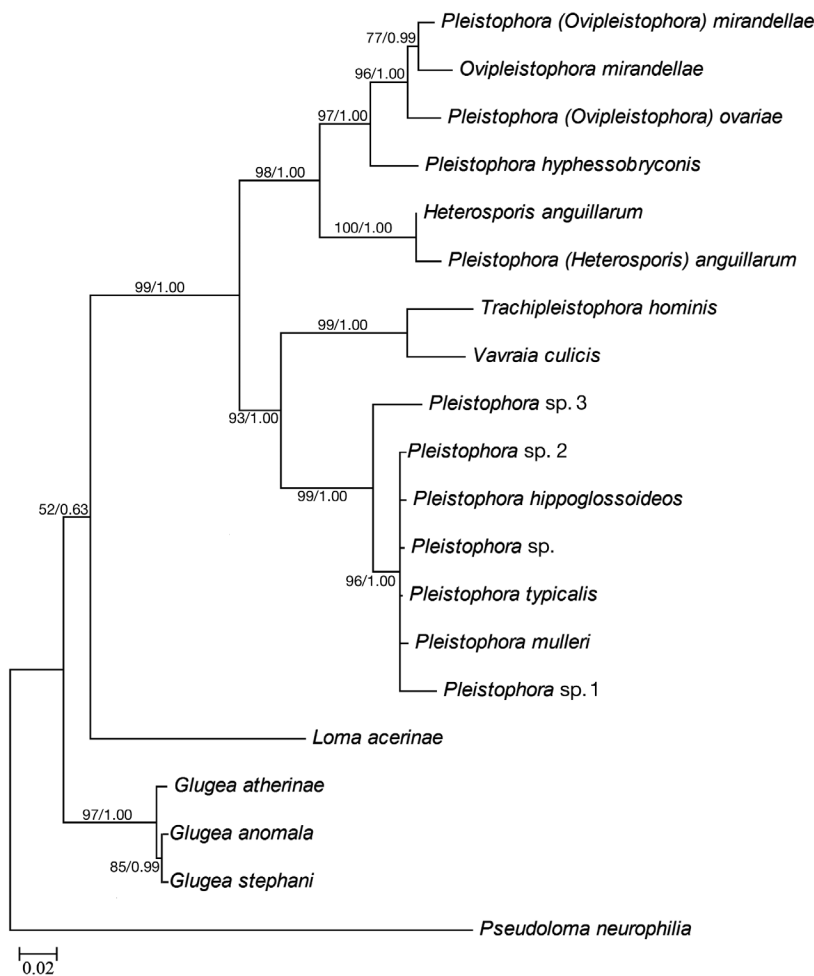 Pleistophora (Ovipleistophora) mirandellae
77/0.99
Ovipleistophora mirandellae
96/1.00
Pleistophora (Ovipleistophora) ovariae
97/1.00
Pleistophora hyphessobryconis
98/1.00
Heterosporis anguillarum
100/1.00
Pleistophora (Heterosporis) anguillarum
99/1.00
Trachipleistophora hominis
99/1.00
Vavraia culicis
93/1.00
Pleistophora sp. 3
Pleistophora sp. 2
99/1.00
Pleistophora hippoglossoideos
52/0.63
Pleistophora sp.
96/1.00
Pleistophora typicalis
Pleistophora mulleri
Pleistophora sp. 1
Loma acerinae
Glugea atherinae
97/1.00
Glugea anomala
85/0.99
Glugea stephani
Pseudoloma neurophilia
0.02